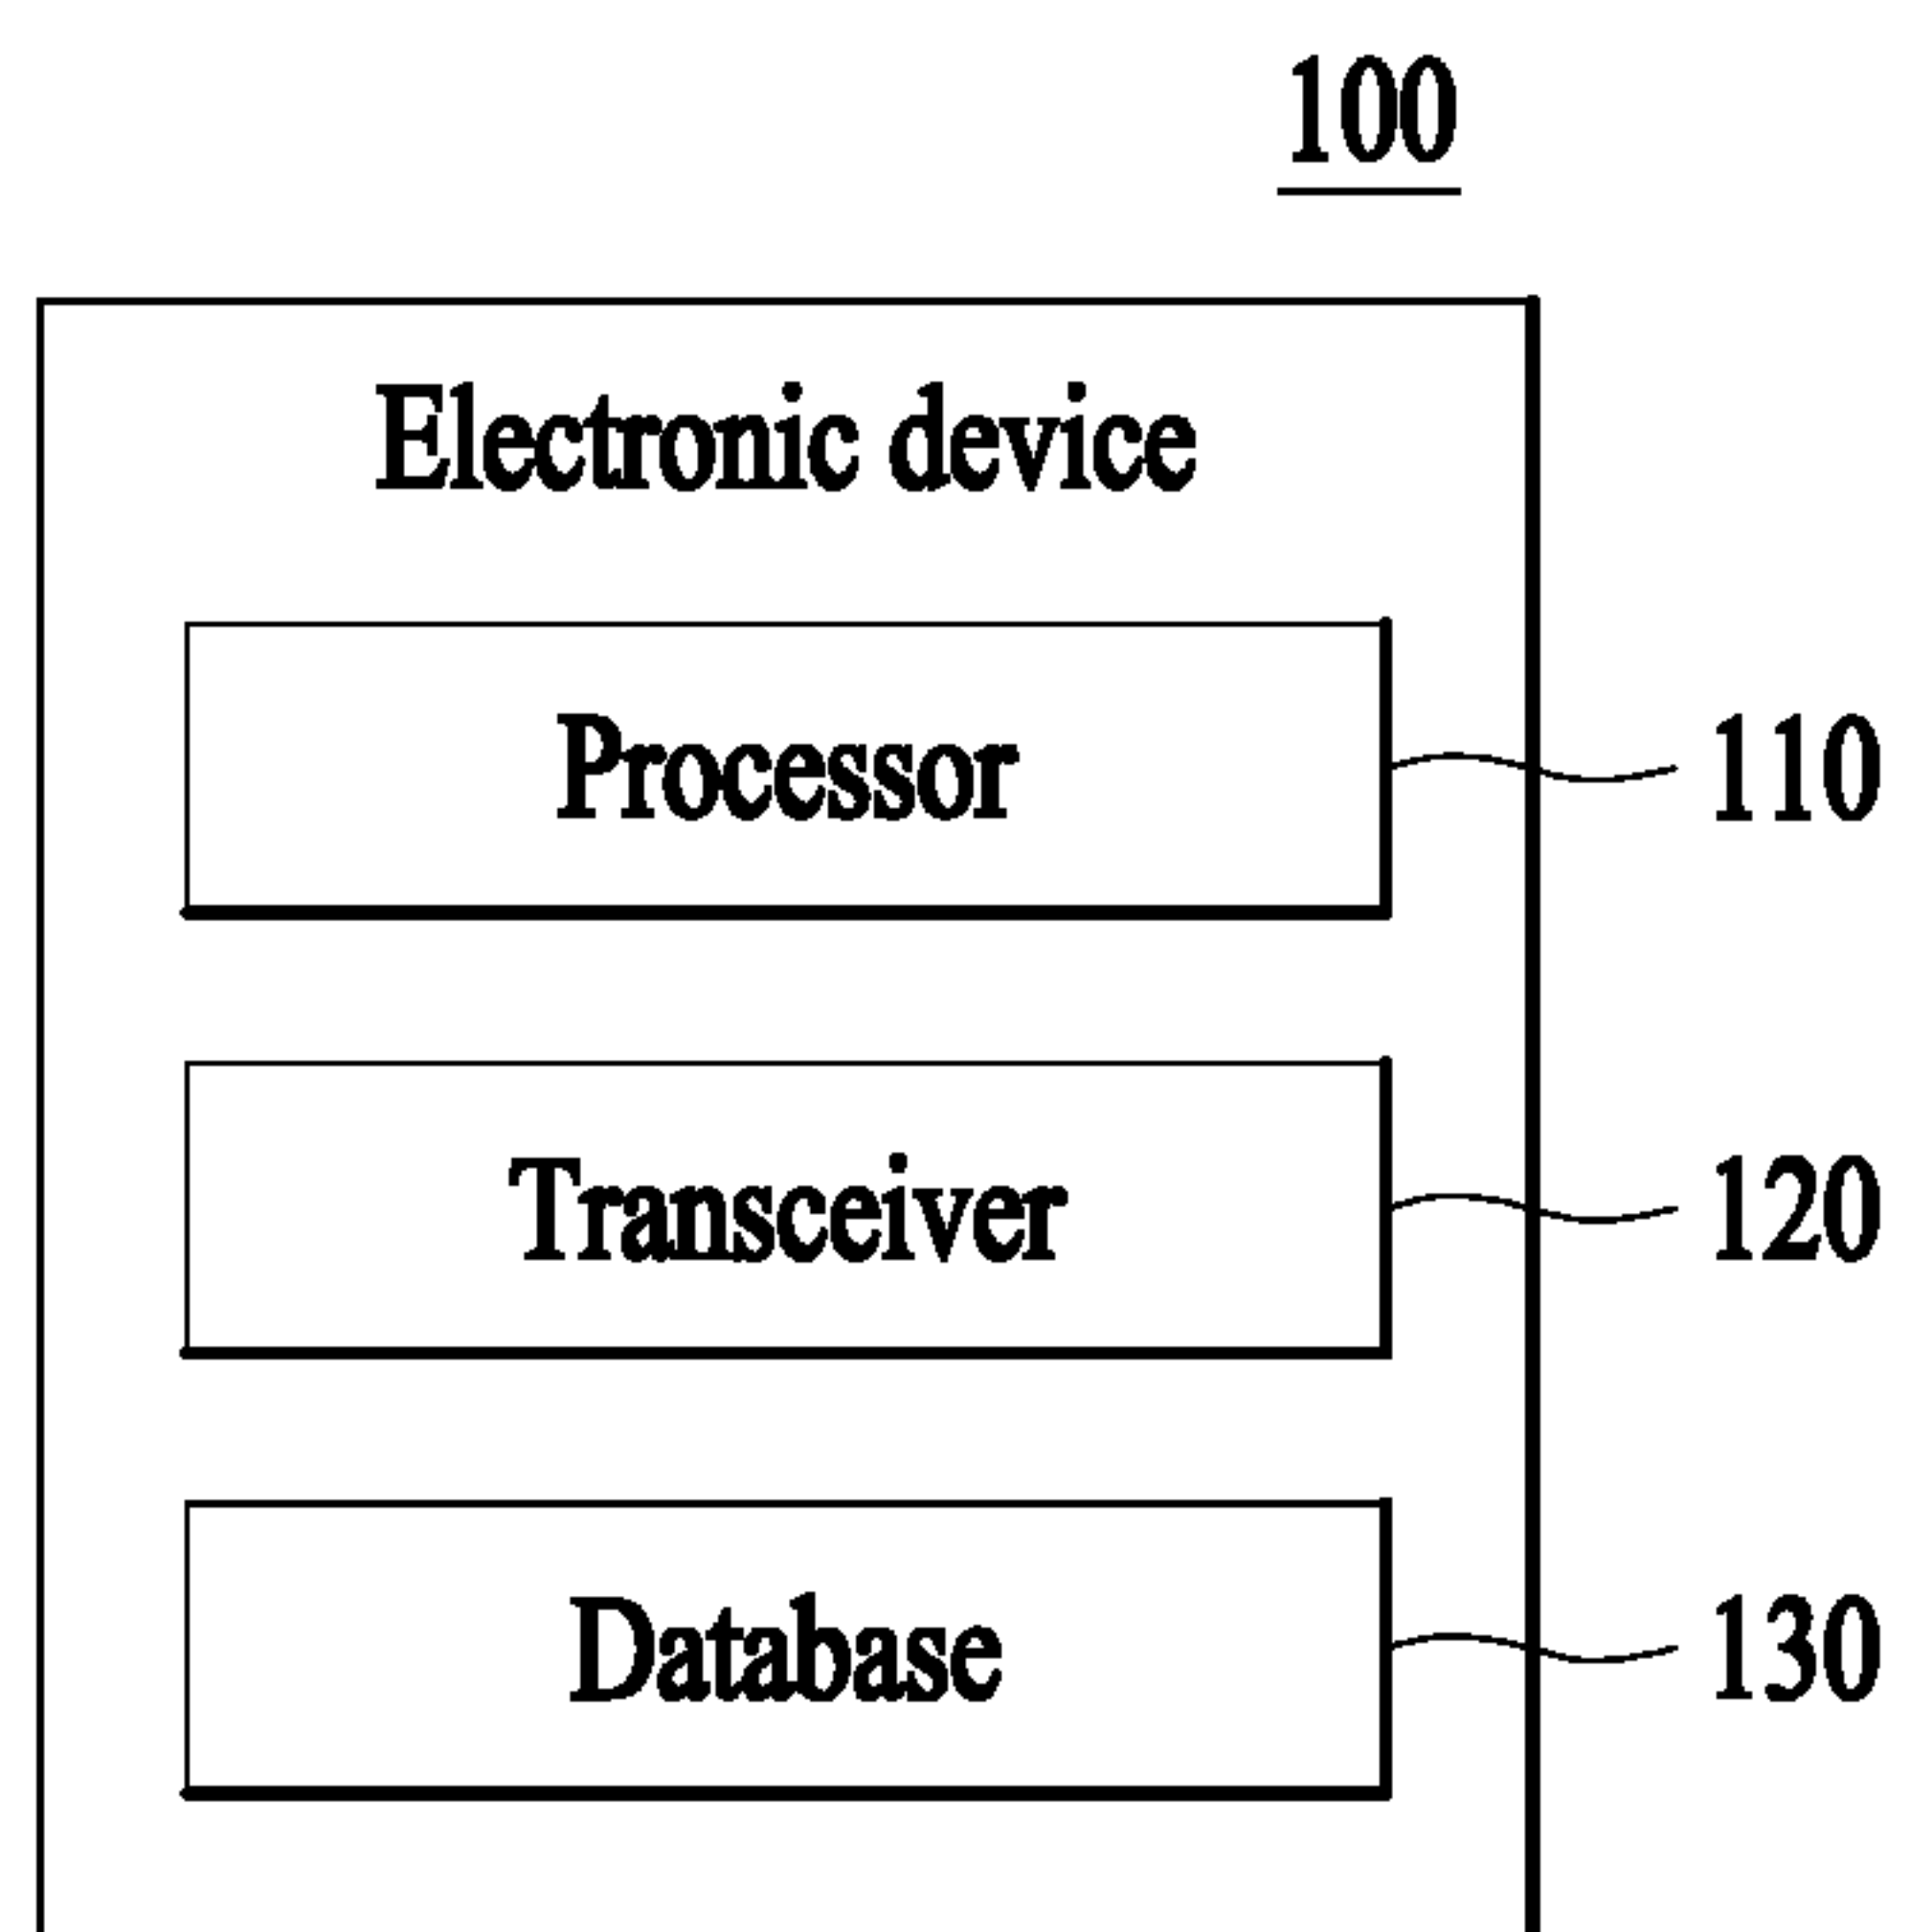 100
Electronic device
Processor
110
Transceiver
120
Database
130